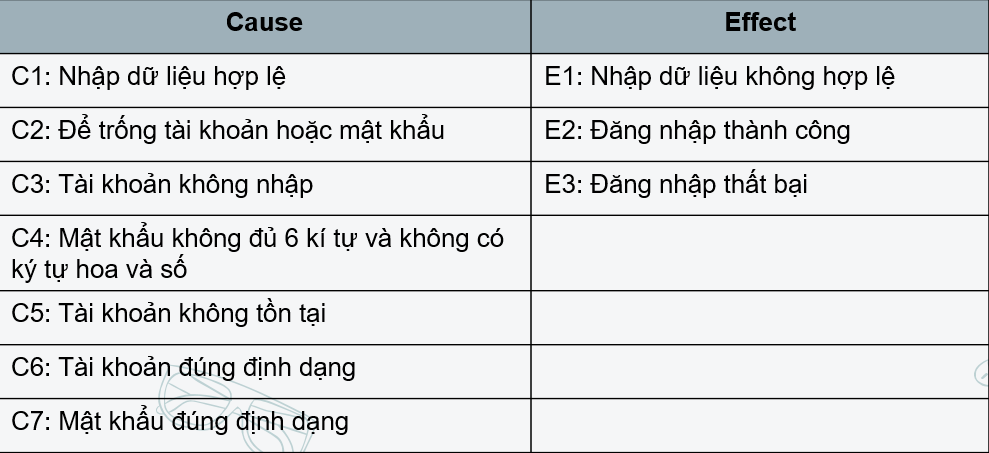 Cause Effect
C1: Nhập dữ liệu hợp lệ E1: Nhập dữ liệu không hợp lệ
C2: Để trống tài khoản hoặc mật khẩu E2: Đăng nhập thành công
C3: Tài khoản không nhập E3: Đăng nhập thất bại
C4: Mật khẩu không đủ 6 kí tự và không có
ký tự hoa và số
C5: Tài khoản không tồn tại
C6: Tài khoản đúng định dạng
C7: Mật khẩu đúng định dạng